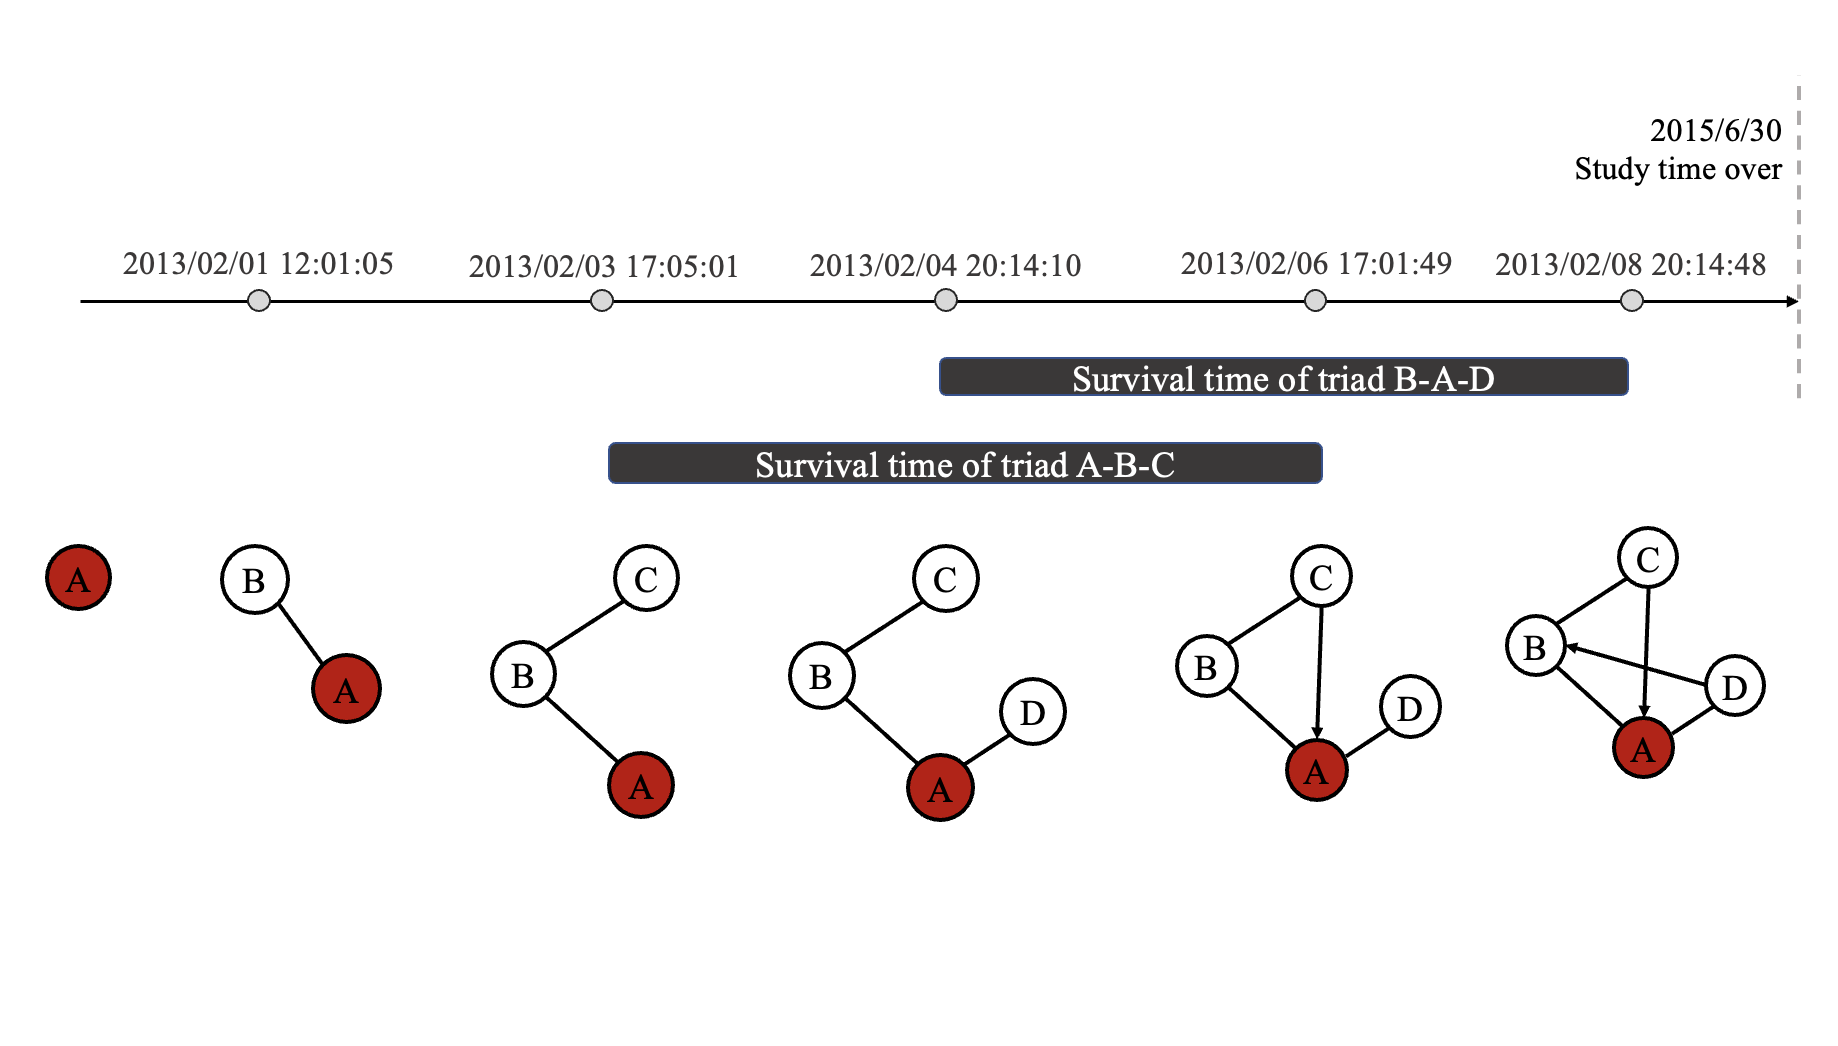 2015/6/30
Study time over
2013/02/01 12:01:05
2013/02/03 17:05:01
2013/02/04 20:14:10
2013/02/06 17:01:49
2013/02/08 20:14:48
Survival time of triad B-A-D
Survival time of triad A-B-C
A
B
A
C
B
A
C
B
D
A
C
B
D
A
C
B
D
A